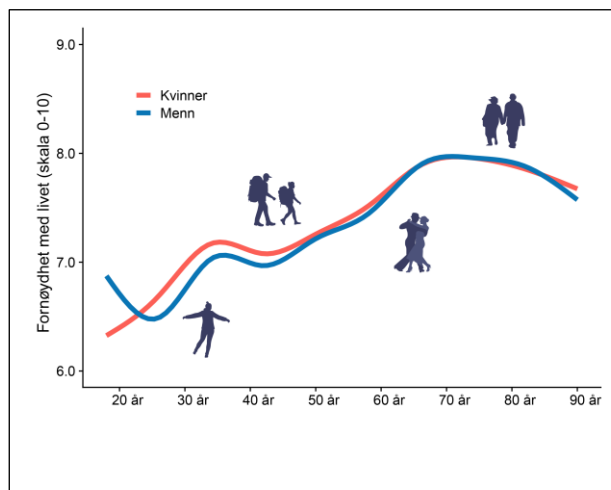 9.0
Kvinner
Menn
8.0
7.0
6.0
Fornøydhet med livet (skala 0-10)
20 år 30 år 40 år 50 år 60 år 70 år 80 år 90 år